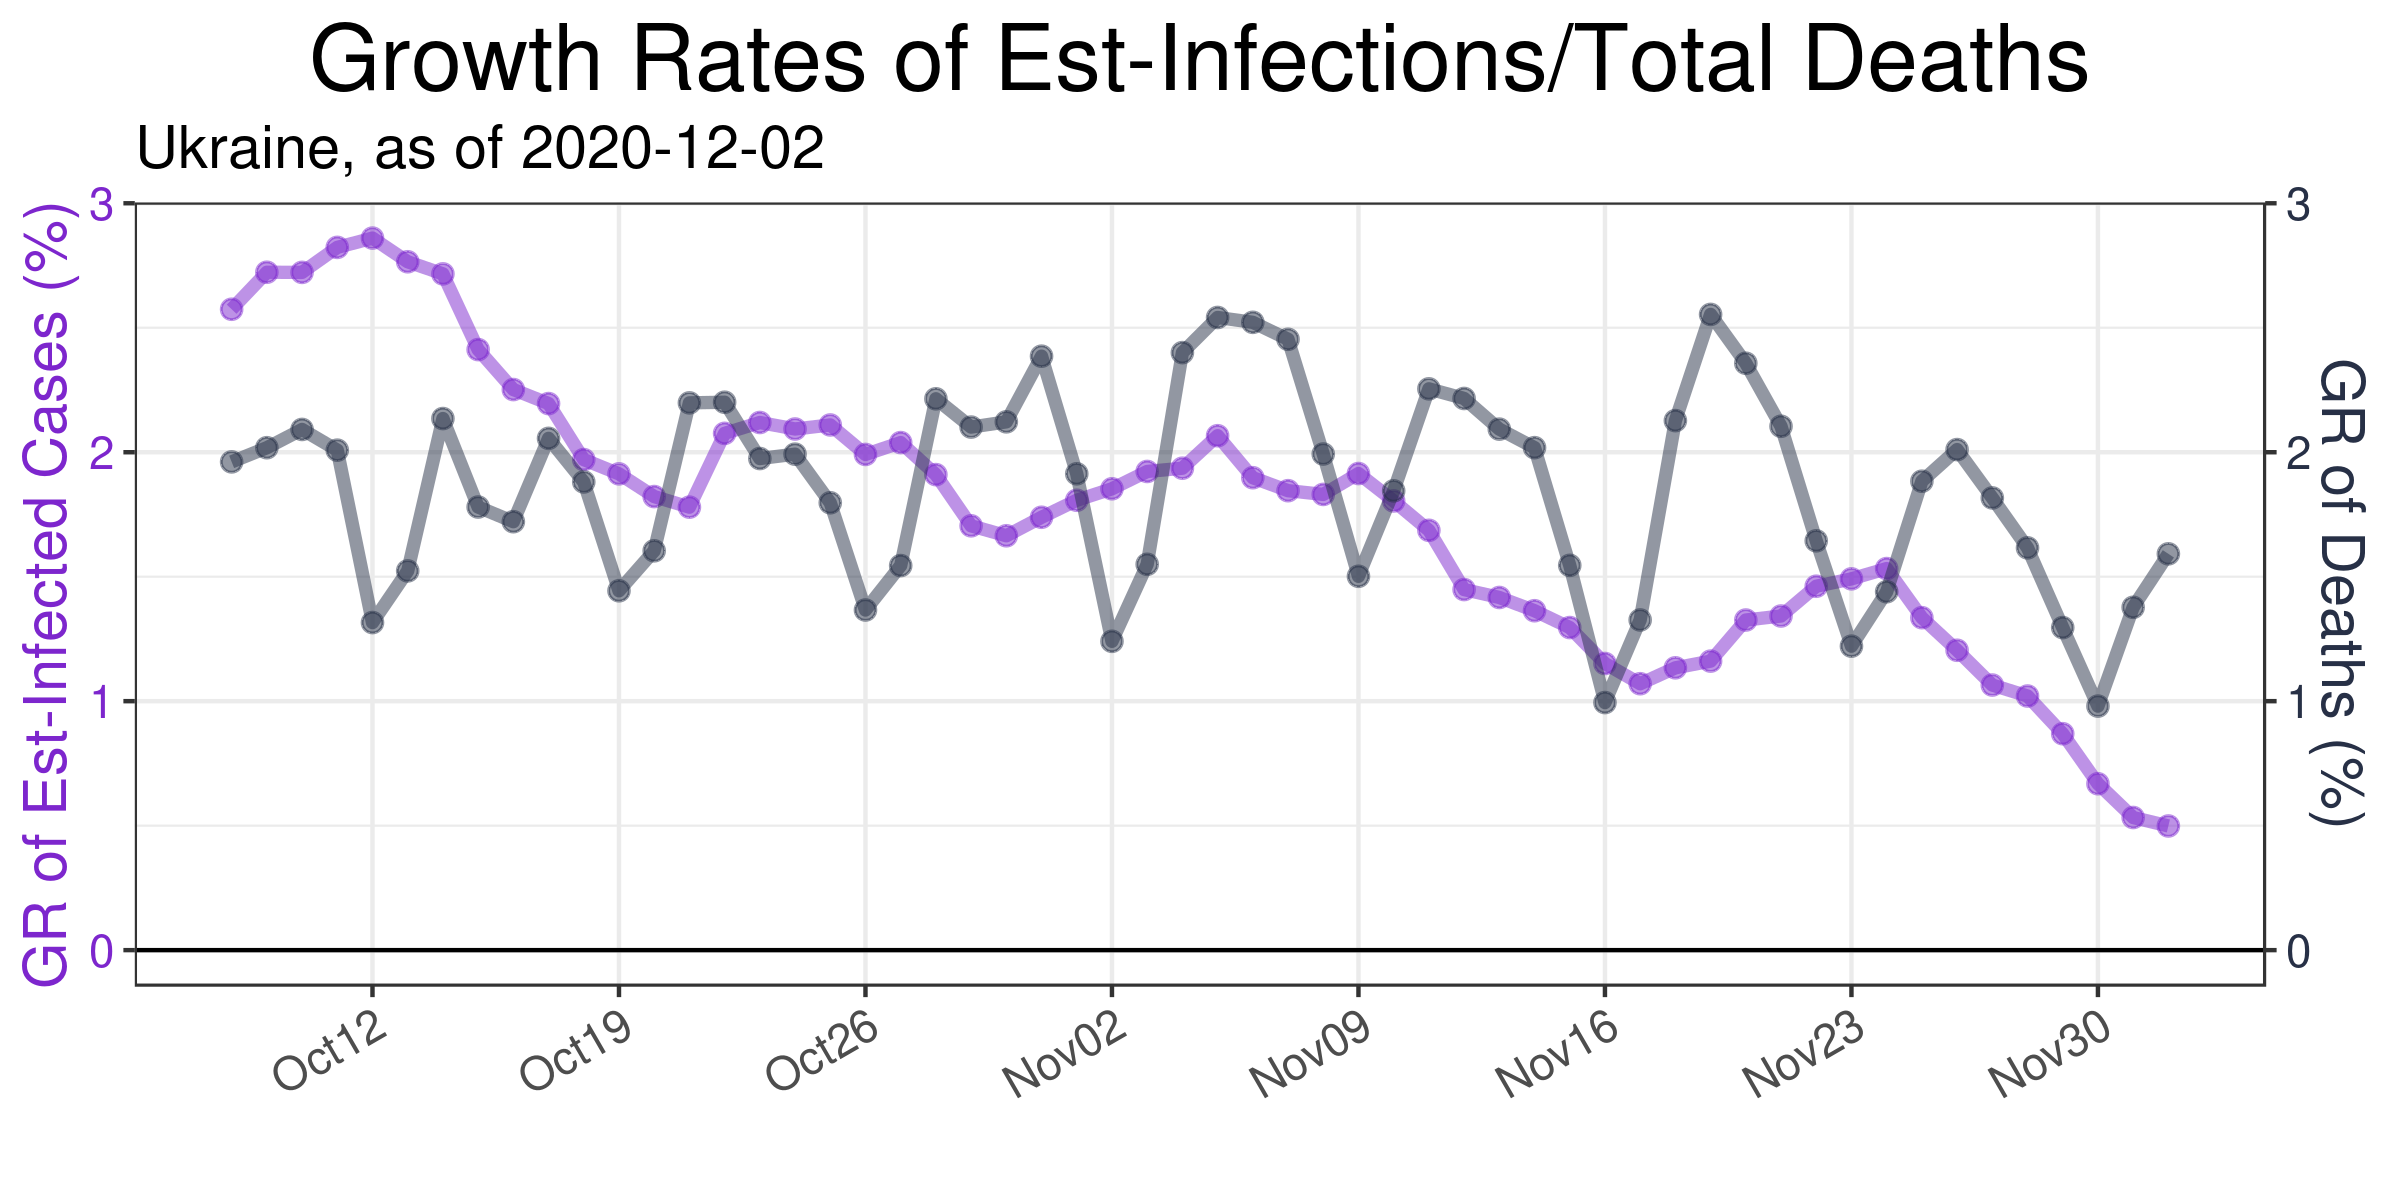 Growth Rates of Est-Infections/Total Deaths
Ukraine, as of 2020-12-02
GR of Est-Infected Cases (%)
3
2
1
0
3
2
1
0
GR of Deaths (%)
Oct12
Oct19
Oct26
Nov02
Nov09
Nov16
Nov23
Nov30